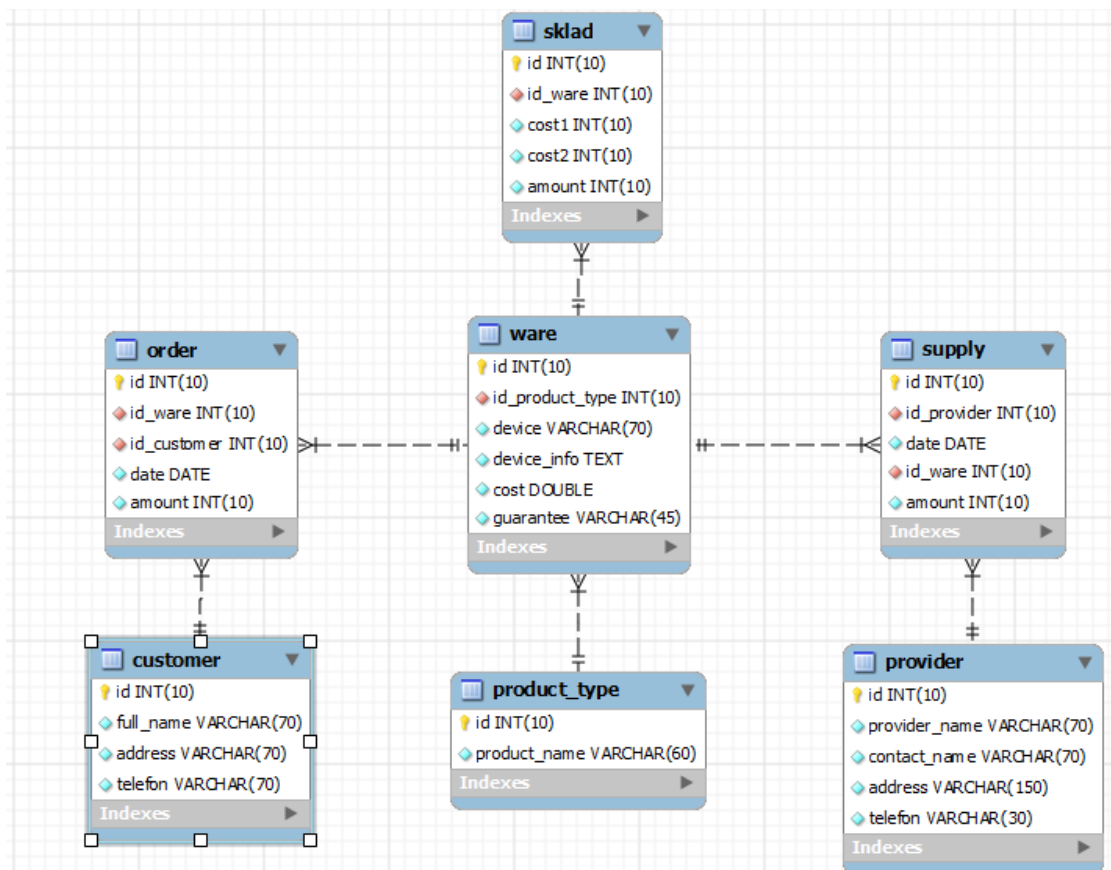 sklad
id INT(10)
id_ware INT(10)
cost1 INT(10)
cost2 INT(10)
amount INT(10)
Indexes
order
id INT(10)
id_ware INT(10)
id_customer INT(10)
date DATE
amount INT(10)
Indexes
ware
id INT(10)
id_product_type INT(10)
device VARCHAR(70)
device_info TEXT
cost DOUBLE
guarantee VARCHAR(45)
Indexes
supply
id INT(10)
id_provider INT(10)
date DATE
id_ware INT(10)
amount INT(10)
Indexes
customer
id INT(10)
full_name VARCHAR(70)
address VARCHAR(70)
telefon VARCHAR(70)
Indexes
product_type
id INT(10)
product_name VARCHAR(60)
Indexes
provider
id INT(10)
provider_name VARCHAR(70)
contact_name VARCHAR(70)
address VARCHAR(150)
telefon VARCHAR(30)
Indexes